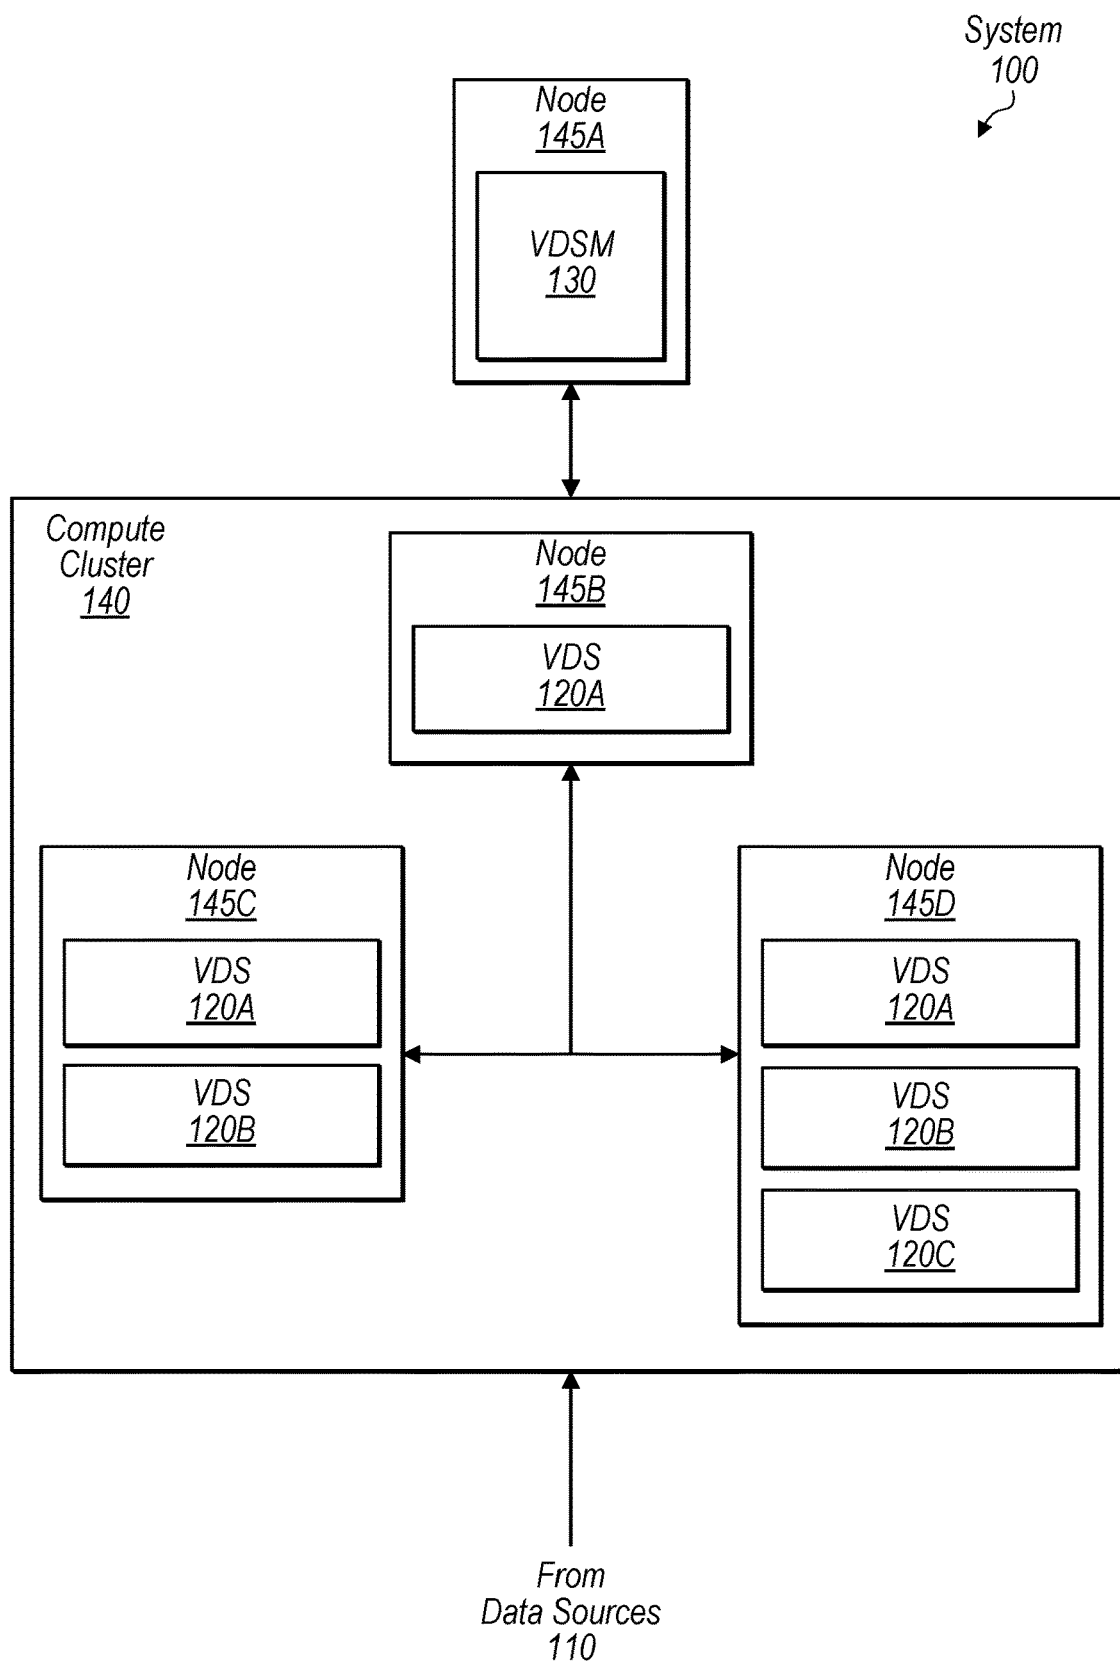 System
100
Node
145A
VDSM
130
Compute
Cluster
140
Node
145B
VDS
120A
Node
145C
VDS
120A
VDS
120B
Node
145D
VDS
120A
VDS
120B
VDS
120C
From
Data Sources
110